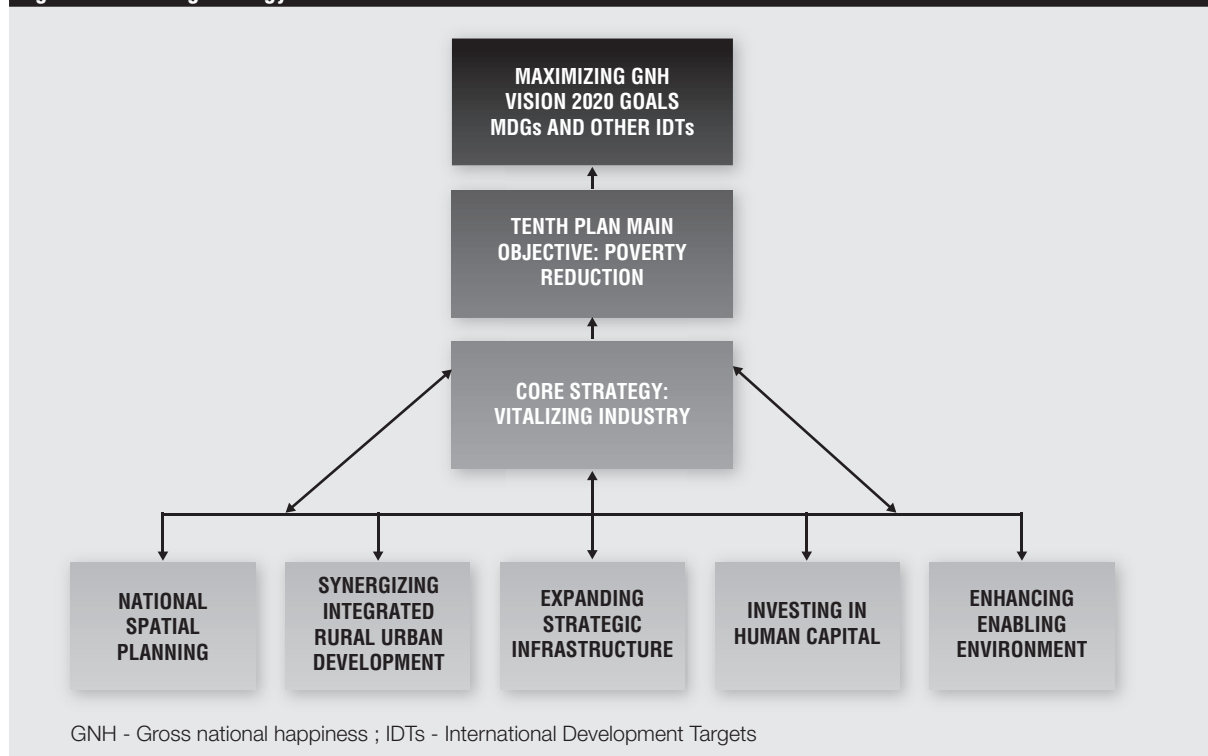 MAXIMIZING GNH
VISION 2020 GOALS
MDGs AND OTHER IDTs
TENTH PLAN MAIN
OBJECTIVE: POVERTY
REDUCTION
CORE STRATEGY:
VITALIZING INDUSTRY
NATIONAL
SPATIAL
PLANNING
SYNERGIZING
INTEGRATED
RURAL URBAN
DEVELOPMENT
EXPANDING
STRATEGIC
INFRASTRUCTURE
INVESTING IN
HUMAN CAPITAL
ENHANCING
ENABLING
ENVIRONMENT
GNH - Gross national happiness ; IDTs - International Development Targets